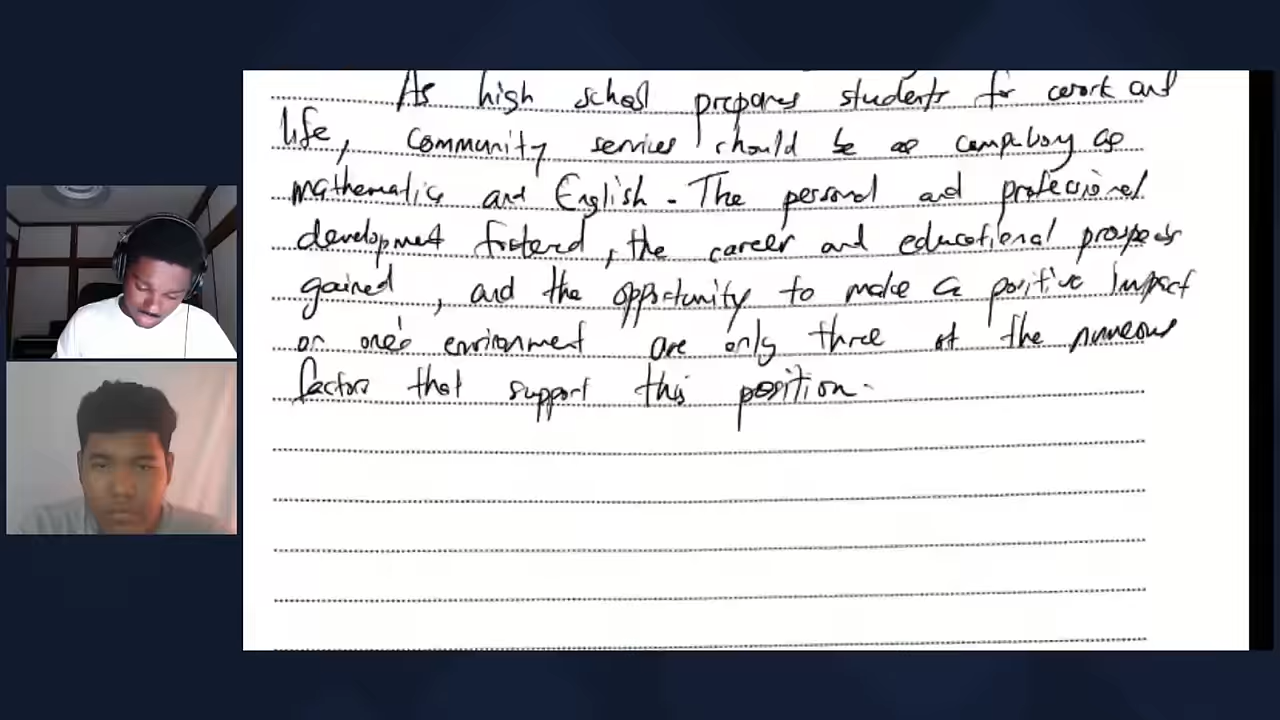 As high school prepares students for work and
life, community services should be as compulsory as
mathematics and English. The personal and professional
development fostered, the career and educational prospects
gained, and the opportunity to make a positive impact
on one's environment are only three of the numerous
factors that support this position.